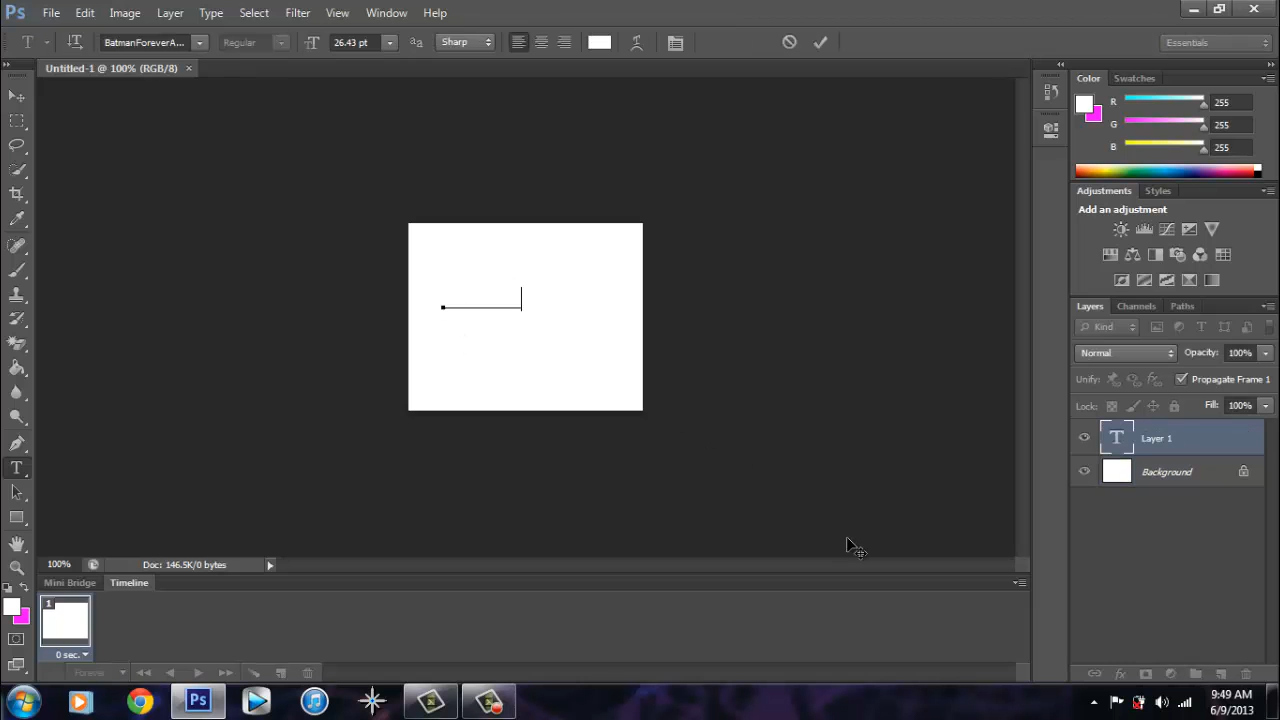 Ps File Edit Image Layer Type Select Filter View Window Help
T BatmanForeverA... Regular 26.43 pt aa Sharp Essentials
Untitled-1 @ 100% (RGB/8) ×
Color Swatches
R 255
G 255
B 255
Adjustments Styles
Add an adjustment
Layers Channels Paths
Kind
Normal Opacity: 100%
Unify: Propagate Frame 1
Lock: Fill: 100%
T Layer 1
Background
100% Doc: 146.5K/0 bytes
Mini Bridge Timeline
1
0 sec.
Forever
Ps
9:49 AM
6/9/2013